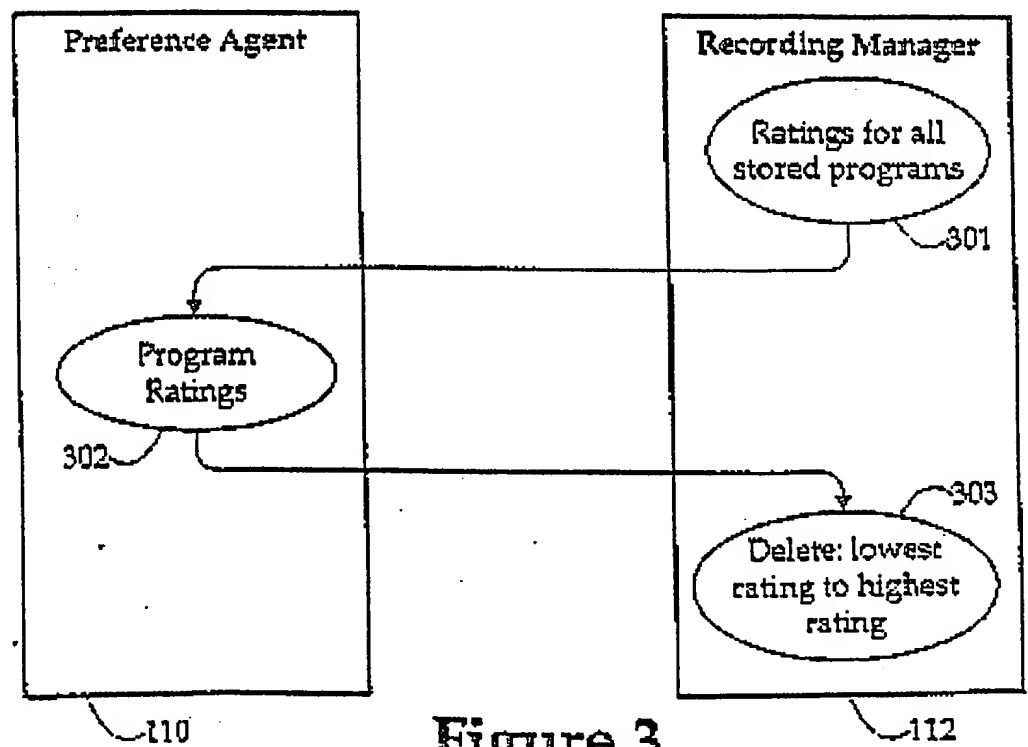 Preference Agent
Recording Manager
Ratings for all
stored programs
301
Program
Ratings
302
303
Delete: lowest
rating to highest
rating
110
112
Figure 3